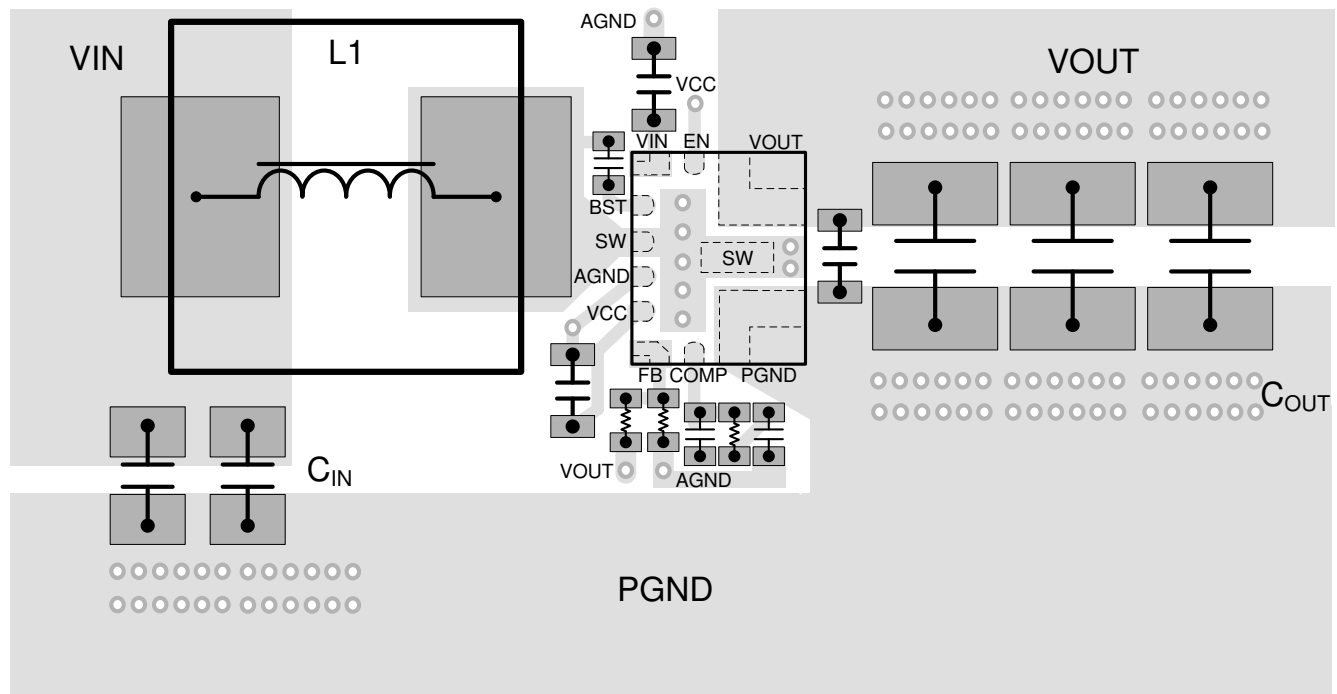 AGND
VIN
L1
VOUT
VCC
VIN EN VOUT
BST
SW
SW
AGND
VCC
FB COMP PGND
COUT
VOUT
AGND
CIN
PGND